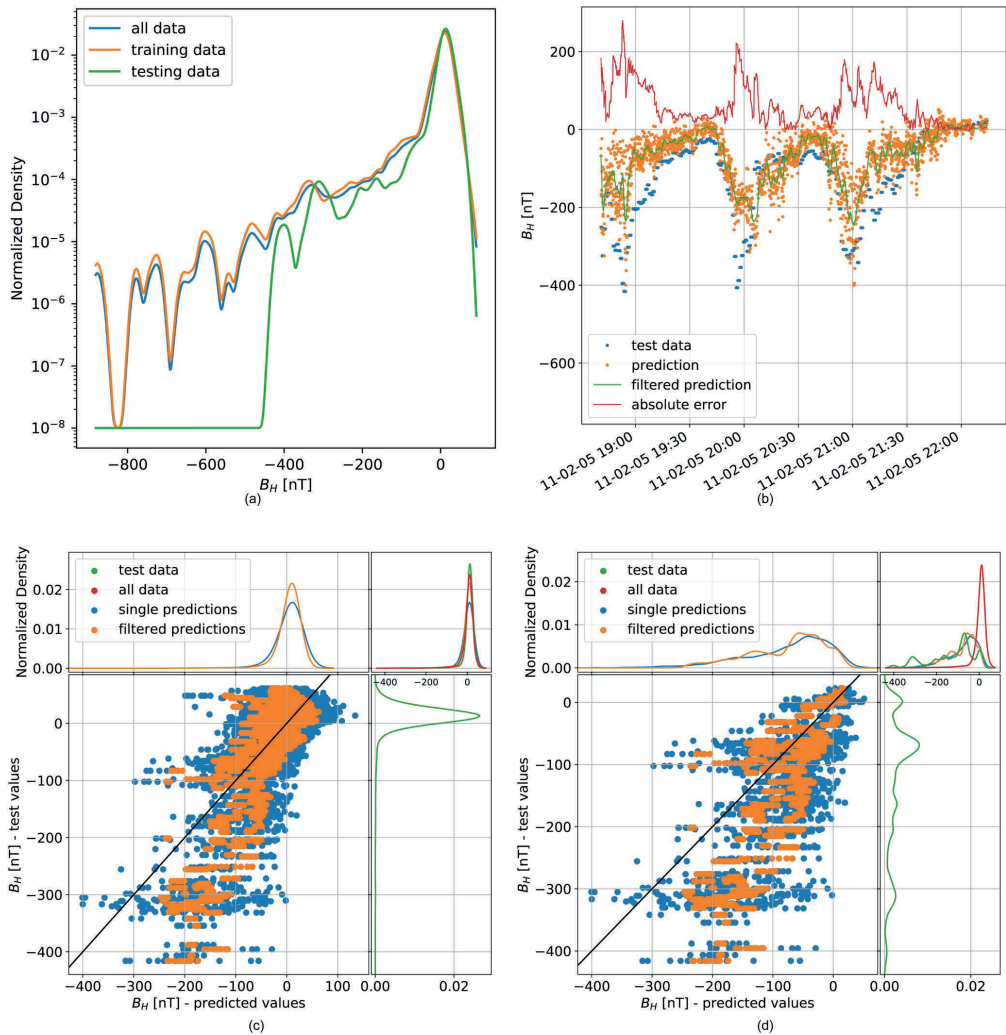 all data
training data
testing data
10⁻²
10⁻³
10⁻⁴
10⁻⁵
10⁻⁶
10⁻⁷
10⁻⁸
Normalized Density
−800
−600
−400
−200
0
B_H [nT]
(a)
200
0
−200
−400
−600
B_H [nT]
test data
prediction
filtered prediction
absolute error
11-02-05 19:00
11-02-05 19:30
11-02-05 20:00
11-02-05 20:30
11-02-05 21:00
11-02-05 21:30
11-02-05 22:00
(b)
Normalized Density
0.02
0.01
0.00
test data
all data
single predictions
filtered predictions
−400
−200
0
0
−100
−200
−300
−400
B_H [nT] - test values
−400
−300
−200
−100
0
100
0.00
0.02
B_H [nT] - predicted values
(c)
Normalized Density
0.02
0.01
0.00
test data
all data
single predictions
filtered predictions
−400
−200
0
0
−100
−200
−300
−400
B_H [nT] - test values
−400
−300
−200
−100
0
0.00
0.02
B_H [nT] - predicted values
(d)